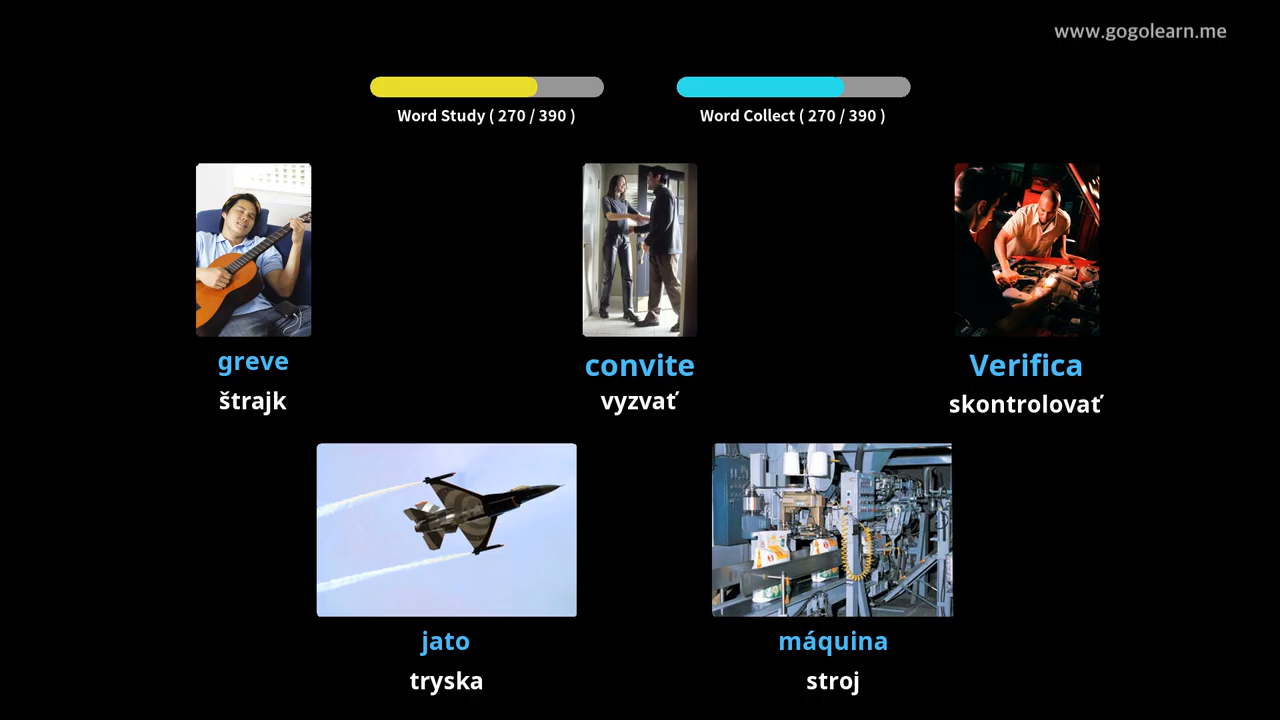 www.gogolearn.me
Word Study ( 270 / 390 )
Word Collect ( 270 / 390 )
greve
convite
Verifica
štrajk
vyzvať
skontrolovať
jato
máquina
tryska
stroj